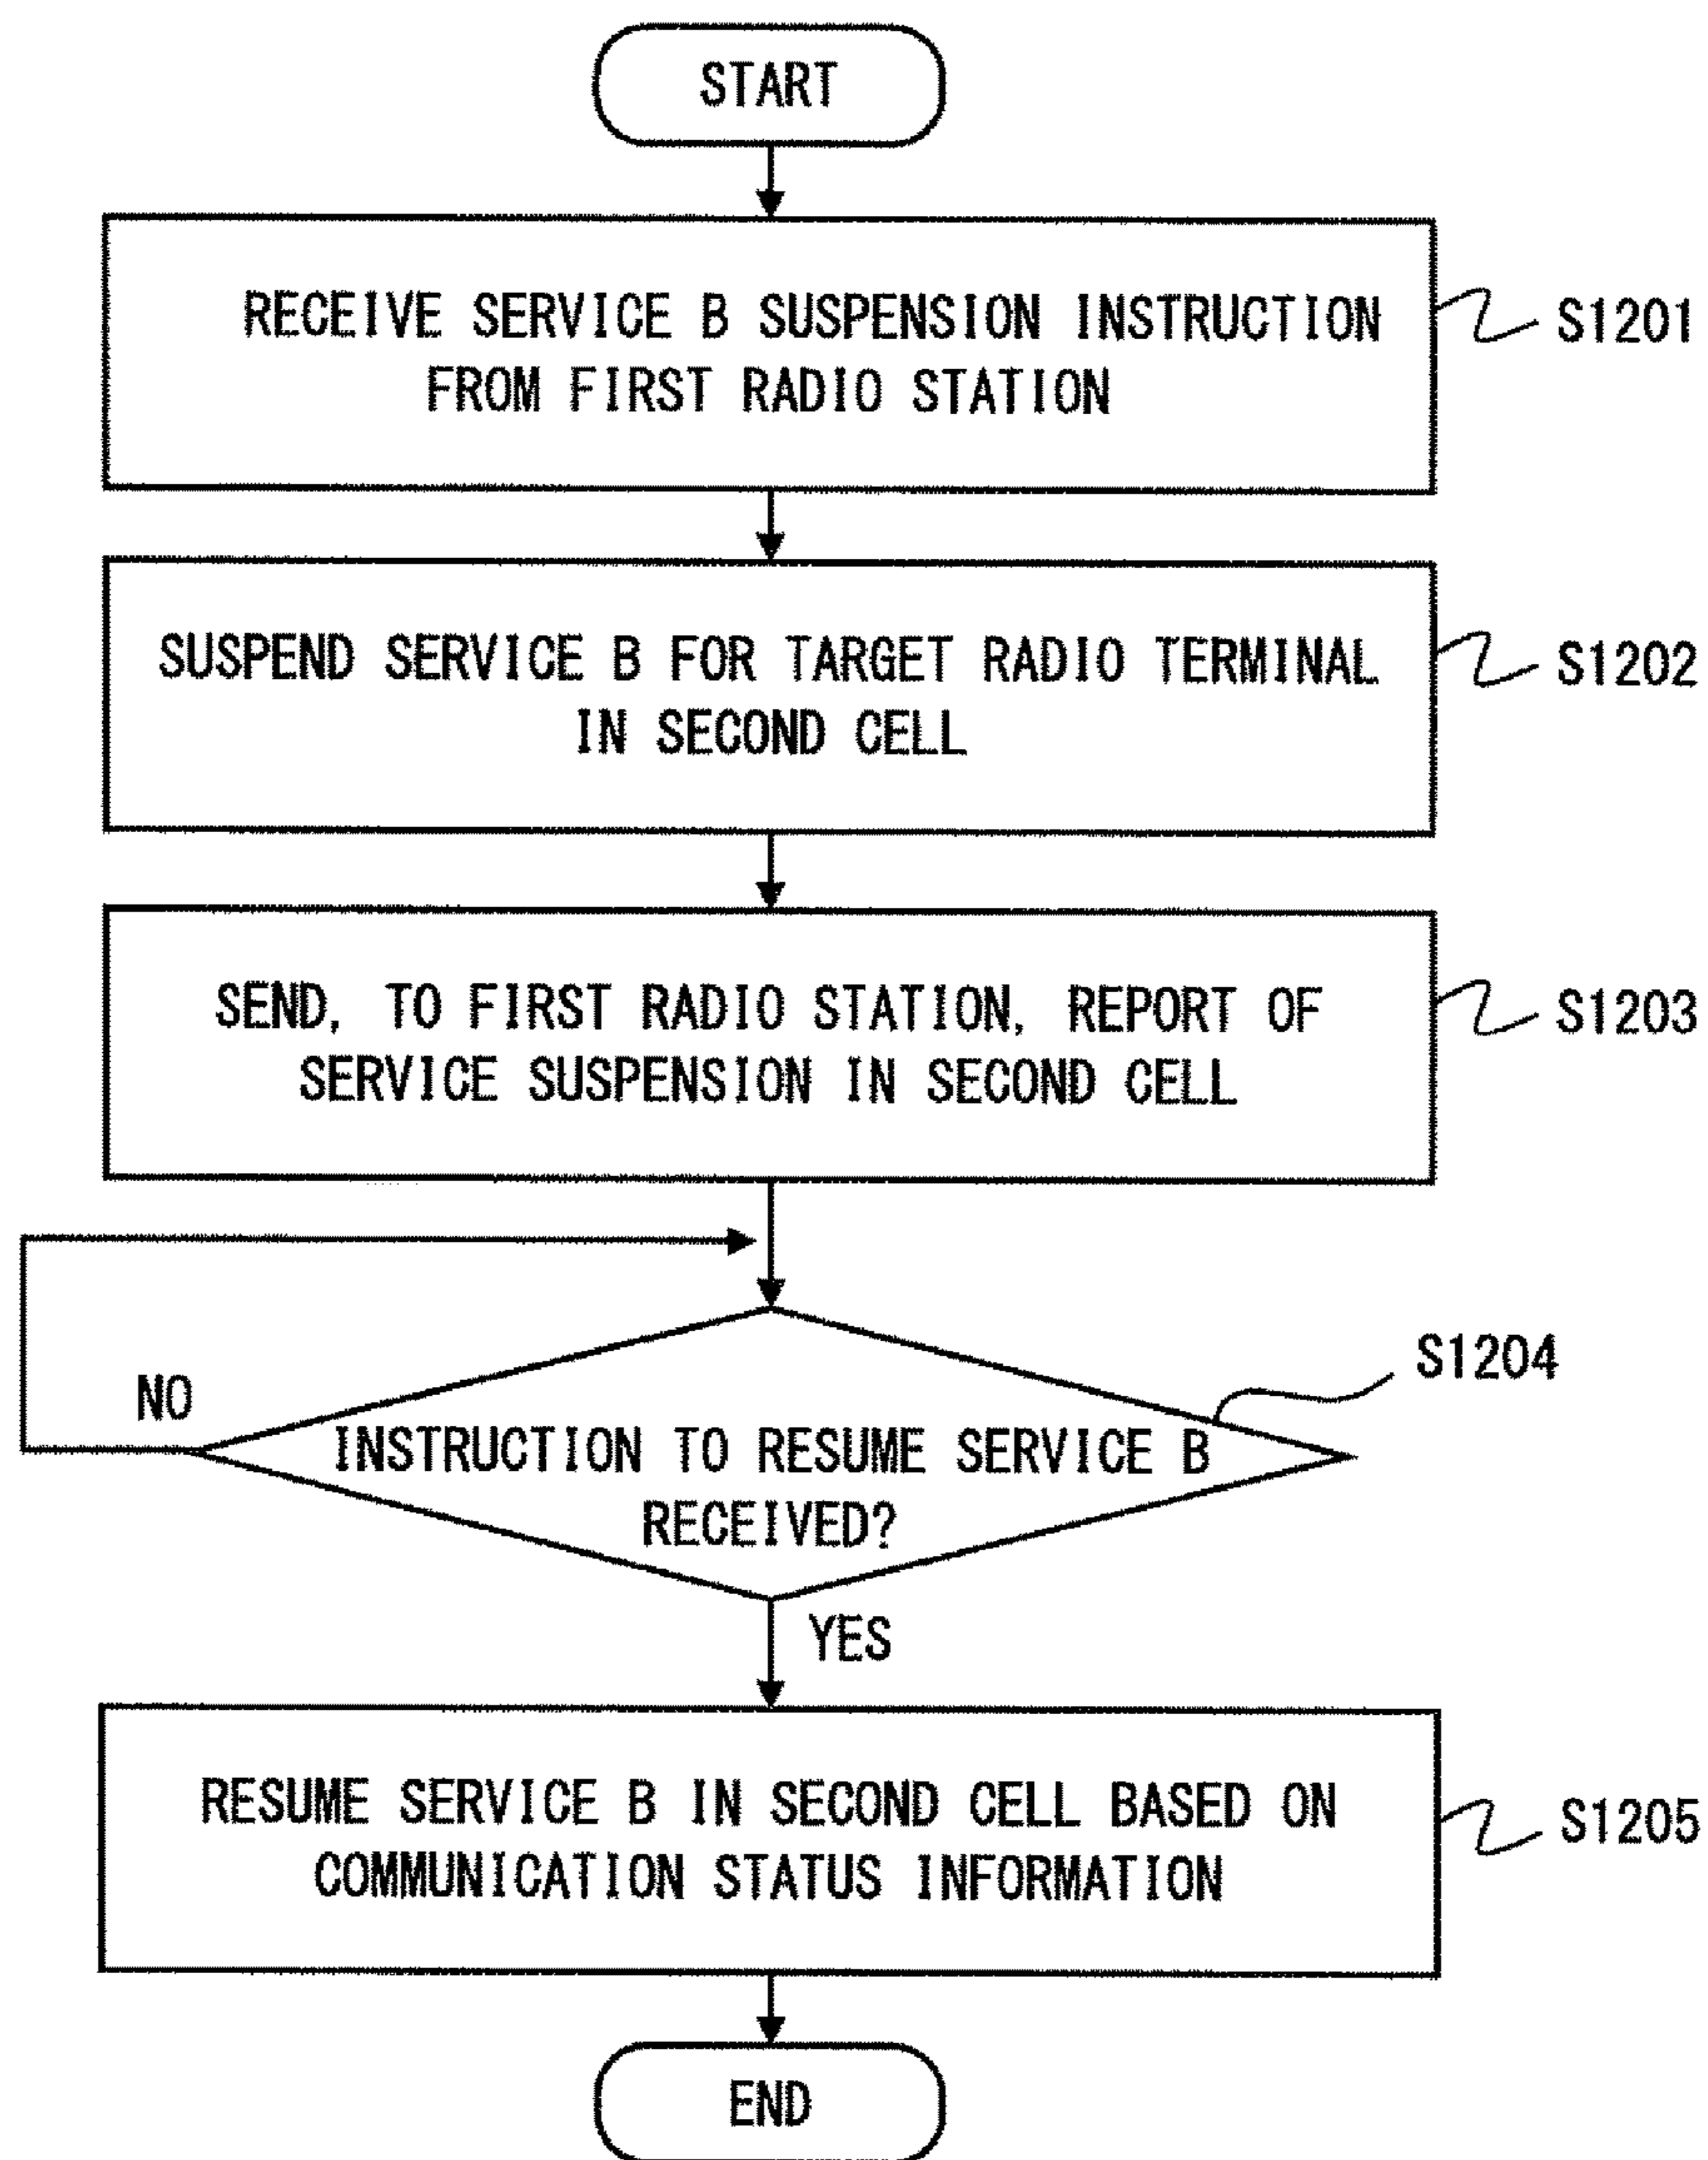 START
RECEIVE SERVICE B SUSPENSION INSTRUCTION
FROM FIRST RADIO STATION
S1201
SUSPEND SERVICE B FOR TARGET RADIO TERMINAL
IN SECOND CELL
S1202
SEND, TO FIRST RADIO STATION, REPORT OF
SERVICE SUSPENSION IN SECOND CELL
S1203
S1204
NO
INSTRUCTION TO RESUME SERVICE B
RECEIVED?
YES
RESUME SERVICE B IN SECOND CELL BASED ON
COMMUNICATION STATUS INFORMATION
S1205
END